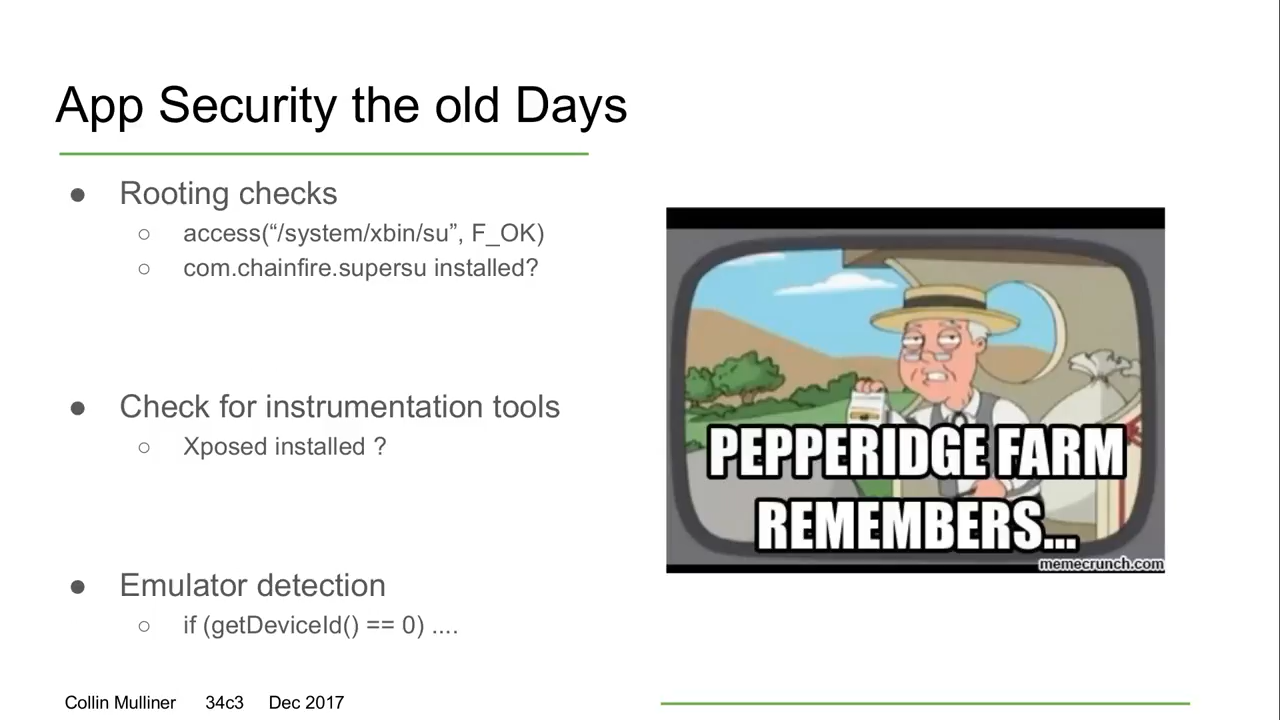 App Security the old Days
● Rooting checks
○ access(“/system/xbin/su”, F_OK)
○ com.chainfire.supersu installed?
● Check for instrumentation tools
○ Xposed installed ?
● Emulator detection
○ if (getDeviceId() == 0) ....
PEPPERIDGE FARM
REMEMBERS...
memecrunch.com
Collin Mulliner 34c3 Dec 2017